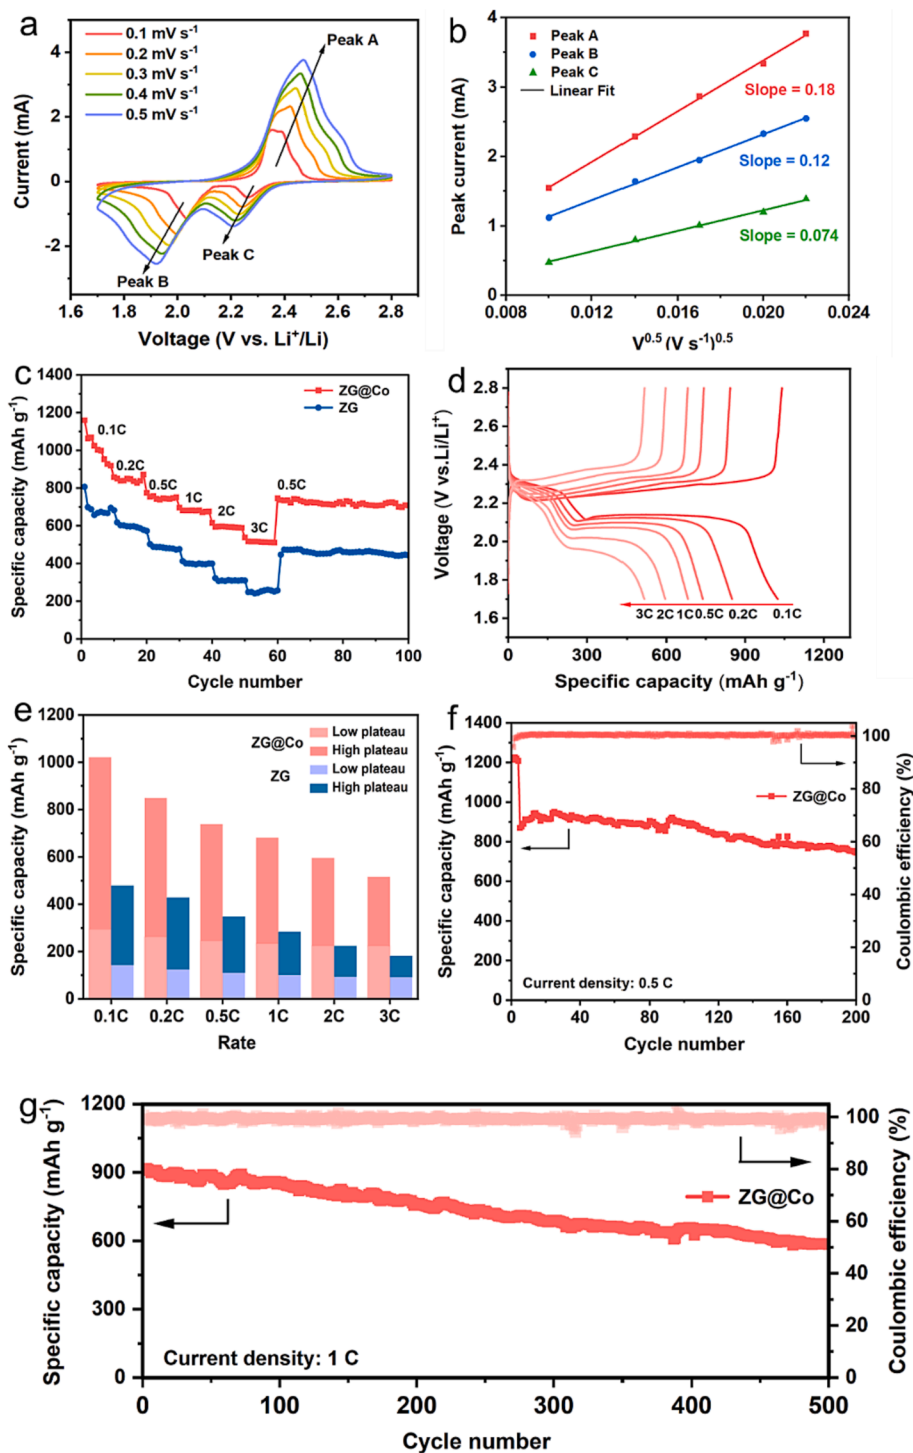 a
0.1 mV s⁻¹
0.2 mV s⁻¹
0.3 mV s⁻¹
0.4 mV s⁻¹
0.5 mV s⁻¹
Peak A
Peak B
Peak C
4
2
0
-2
Current (mA)
1.6 1.8 2.0 2.2 2.4 2.6 2.8
Voltage (V vs. Li⁺/Li)
b
Peak A
Peak B
Peak C
Linear Fit
Slope = 0.18
Slope = 0.12
Slope = 0.074
4
3
2
1
0
Peak current (mA)
0.008 0.012 0.016 0.020 0.024
V⁰·⁵ (V s⁻¹)⁰·⁵
c
ZG@Co
ZG
0.1C
0.2C
0.5C
1C
2C
3C
0.5C
1400
1200
1000
800
600
400
200
0
Specific capacity (mAh g⁻¹)
0 20 40 60 80 100
Cycle number
d
2.8
2.6
2.4
2.2
2.0
1.8
1.6
Voltage (V vs.Li/Li⁺)
3C 2C 1C 0.5C 0.2C 0.1C
0 300 600 900 1200
Specific capacity (mAh g⁻¹)
e
ZG@Co
Low plateau
High plateau
ZG
Low plateau
High plateau
1200
1000
800
600
400
200
0
Specific capacity (mAh g⁻¹)
0.1C 0.2C 0.5C 1C 2C 3C
Rate
f
1400
1200
1000
800
600
400
200
0
Specific capacity (mAh g⁻¹)
ZG@Co
Current density: 0.5 C
100
80
60
40
20
0
Coulombic efficiency (%)
0 40 80 120 160 200
Cycle number
g
1200
900
600
300
0
Specific capacity (mAh g⁻¹)
ZG@Co
Current density: 1 C
100
80
60
40
20
0
Coulombic efficiency (%)
0 100 200 300 400 500
Cycle number